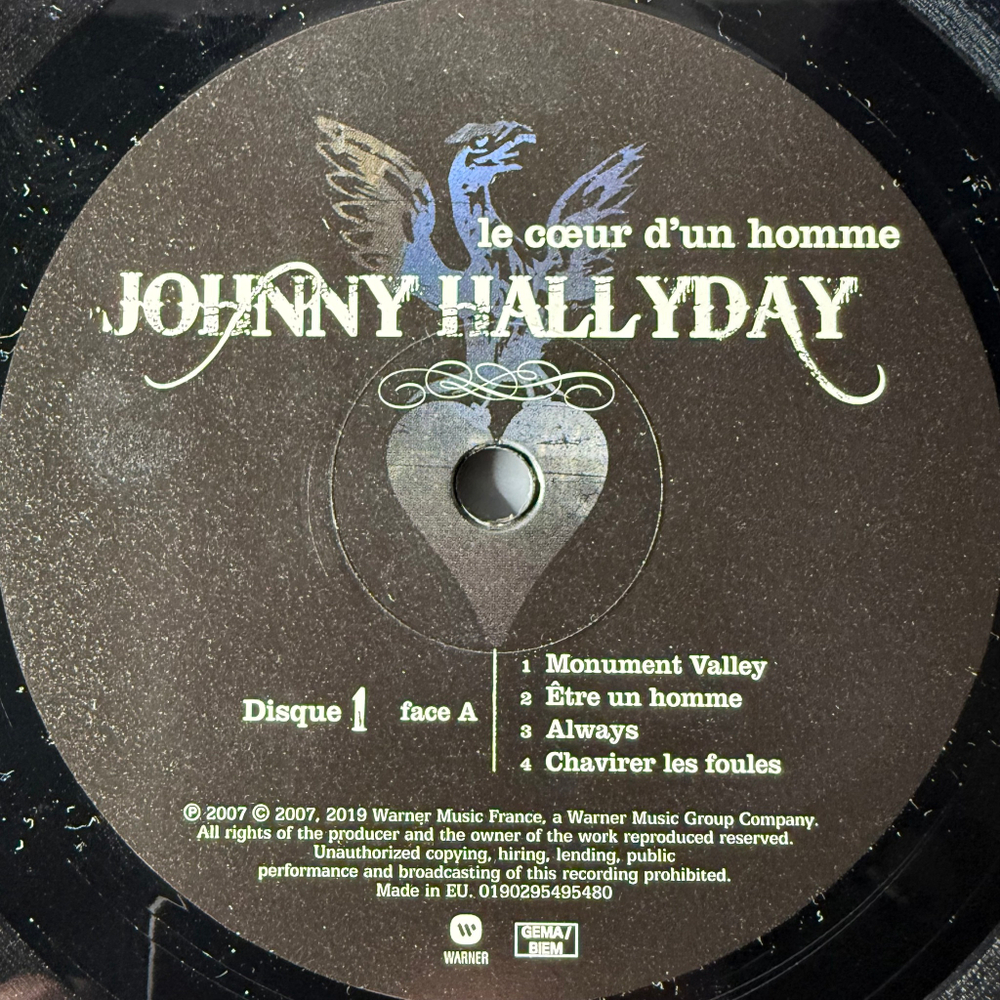 le cœur d'un homme
JOHNNY HALLYDAY
Disque 1 face A
1 Monument Valley
2 Être un homme
3 Always
4 Chavirer les foules
℗ 2007 © 2007, 2019 Warner Music France, a Warner Music Group Company.
All rights of the producer and the owner of the work reproduced reserved.
Unauthorized copying, hiring, lending, public
performance and broadcasting of this recording prohibited.
Made in EU. 0190295495480
WARNER
GEMA/
BIEM